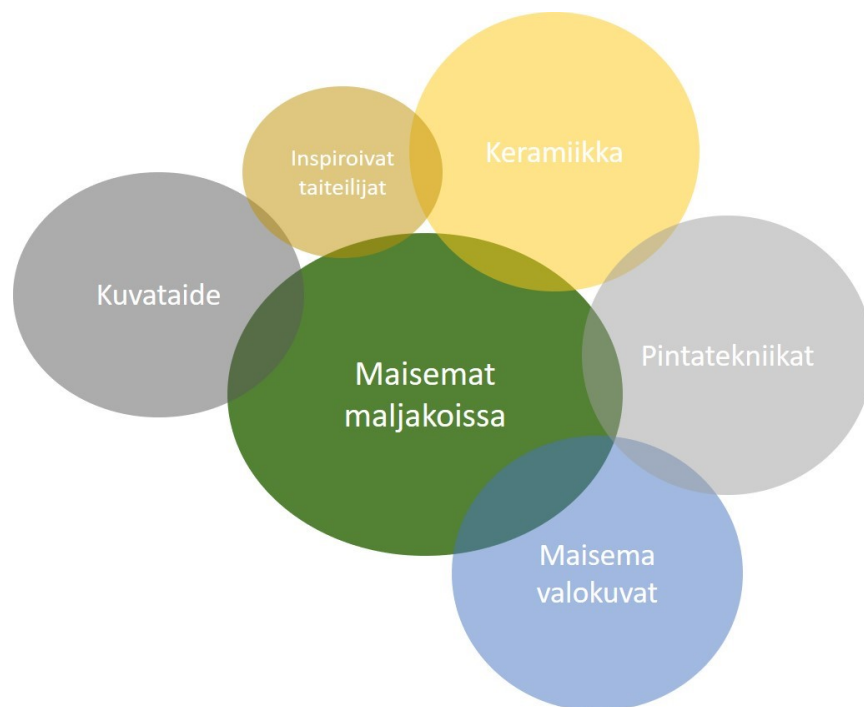 Inspiroivat
taiteilijat
Keramiikka
Kuvataide
Maisemat
maljakoissa
Pintatekniikat
Maisema
valokuvat